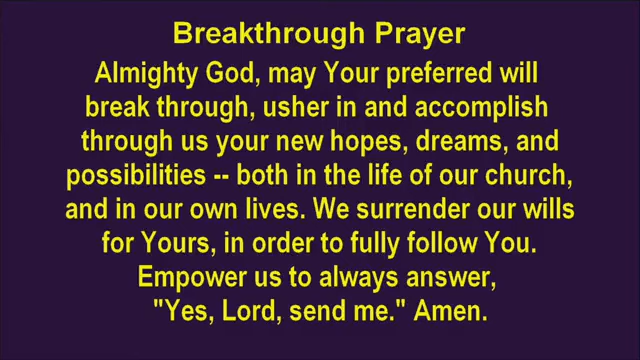 Breakthrough Prayer
Almighty God, may Your preferred will
break through, usher in and accomplish
through us your new hopes, dreams, and
possibilities -- both in the life of our church,
and in our own lives. We surrender our wills
for Yours, in order to fully follow You.
Empower us to always answer,
"Yes, Lord, send me." Amen.